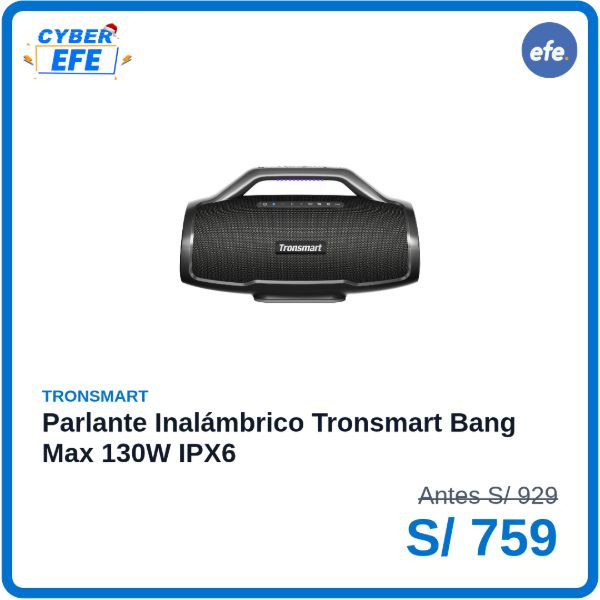 CYBER
EFE
efe.
Tronsmart
TRONSMART
Parlante Inalámbrico Tronsmart Bang
Max 130W IPX6
Antes S/ 929
S/ 759